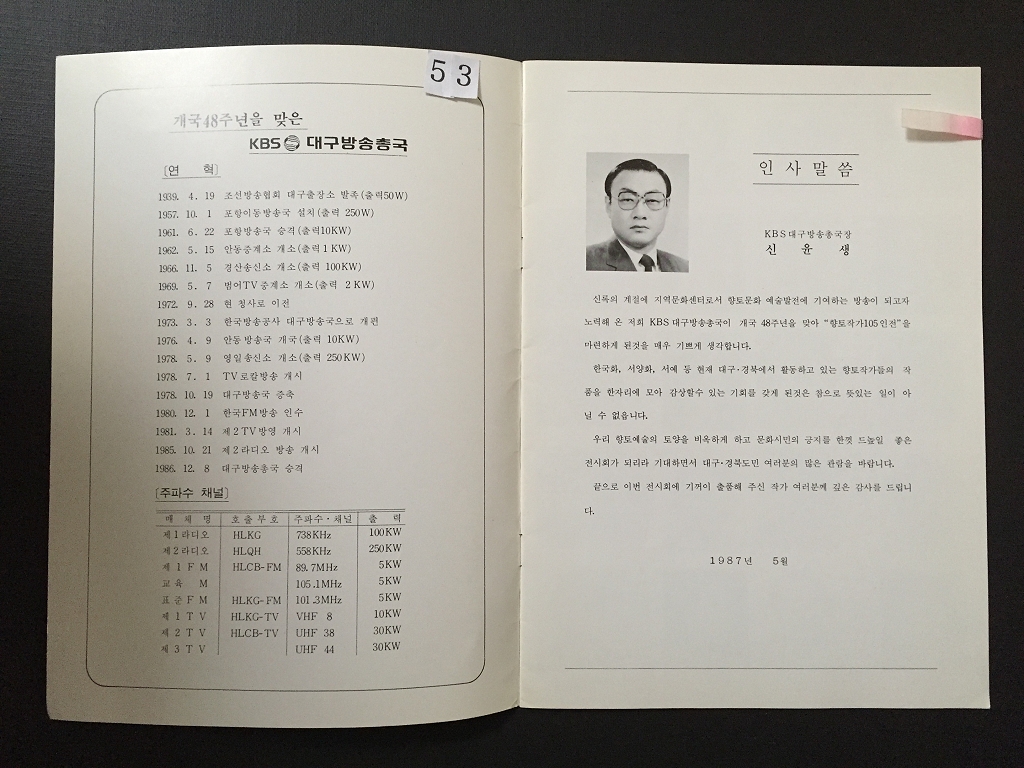 53
개국48주년을 맞은
KBS 대구방송총국
〔연 혁〕
1939. 4. 19 조선방송협회 대구출장소 발족(출력50W)
1957. 10. 1 포항이동방송국 설치(출력 250W)
1961. 6. 22 포항방송국 승격(출력10KW)
1962. 5. 15 안동중계소 개소(출력 1 KW)
1966. 11. 5 경산송신소 개소(출력 100KW)
1969. 5. 7 범어TV중계소 개소(출력 2 KW)
1972. 9. 28 현 청사로 이전
1973. 3. 3 한국방송공사 대구방송국으로 개편
1976. 4. 9 안동방송국 개국(출력 10KW)
1978. 5. 9 영일송신소 개소(출력 250KW)
1978. 7. 1 TV로칼방송 개시
1978. 10. 19 대구방송국 증축
1980. 12. 1 한국FM방송 인수
1981. 3. 14 제2TV방영 개시
1985. 10. 21 제2라디오 방송 개시
1986. 12. 8 대구방송총국 승격
〔주파수 채널〕
매 체 명 호출부호 주파수·채널 출 력
제1라디오 HLKG 738KHz 100KW
제2라디오 HLQH 558KHz 250KW
제 1 F M HLCB-FM 89.7MHz 5KW
교 육 M 105.1MHz 5KW
표 준 F M HLKG-FM 101.3MHz 5KW
제 1 T V HLKG-TV VHF 8 10KW
제 2 T V HLCB-TV UHF 38 30KW
제 3 T V UHF 44 30KW
인 사 말 씀
KBS대구방송총국장
신 윤 생
신록의 계절에 지역문화센터로서 향토문화 예술발전에 기여하는 방송이 되고자
노력해 온 저희 KBS대구방송총국이 개국 48주년을 맞아 “향토작가105인전”을
마련하게 된것을 매우 기쁘게 생각합니다.
한국화, 서양화, 서예 등 현재 대구·경북에서 활동하고 있는 향토작가들의 작
품을 한자리에 모아 감상할수 있는 기회를 갖게 된것은 참으로 뜻있는 일이 아
닐 수 없읍니다.
우리 향토예술의 토양을 비옥하게 하고 문화시민의 긍지를 한껏 드높일 좋은
전시회가 되리라 기대하면서 대구·경북도민 여러분의 많은 관람을 바랍니다.
끝으로 이번 전시회에 기꺼이 출품해 주신 작가 여러분께 깊은 감사를 드립니
다.
1987년 5월